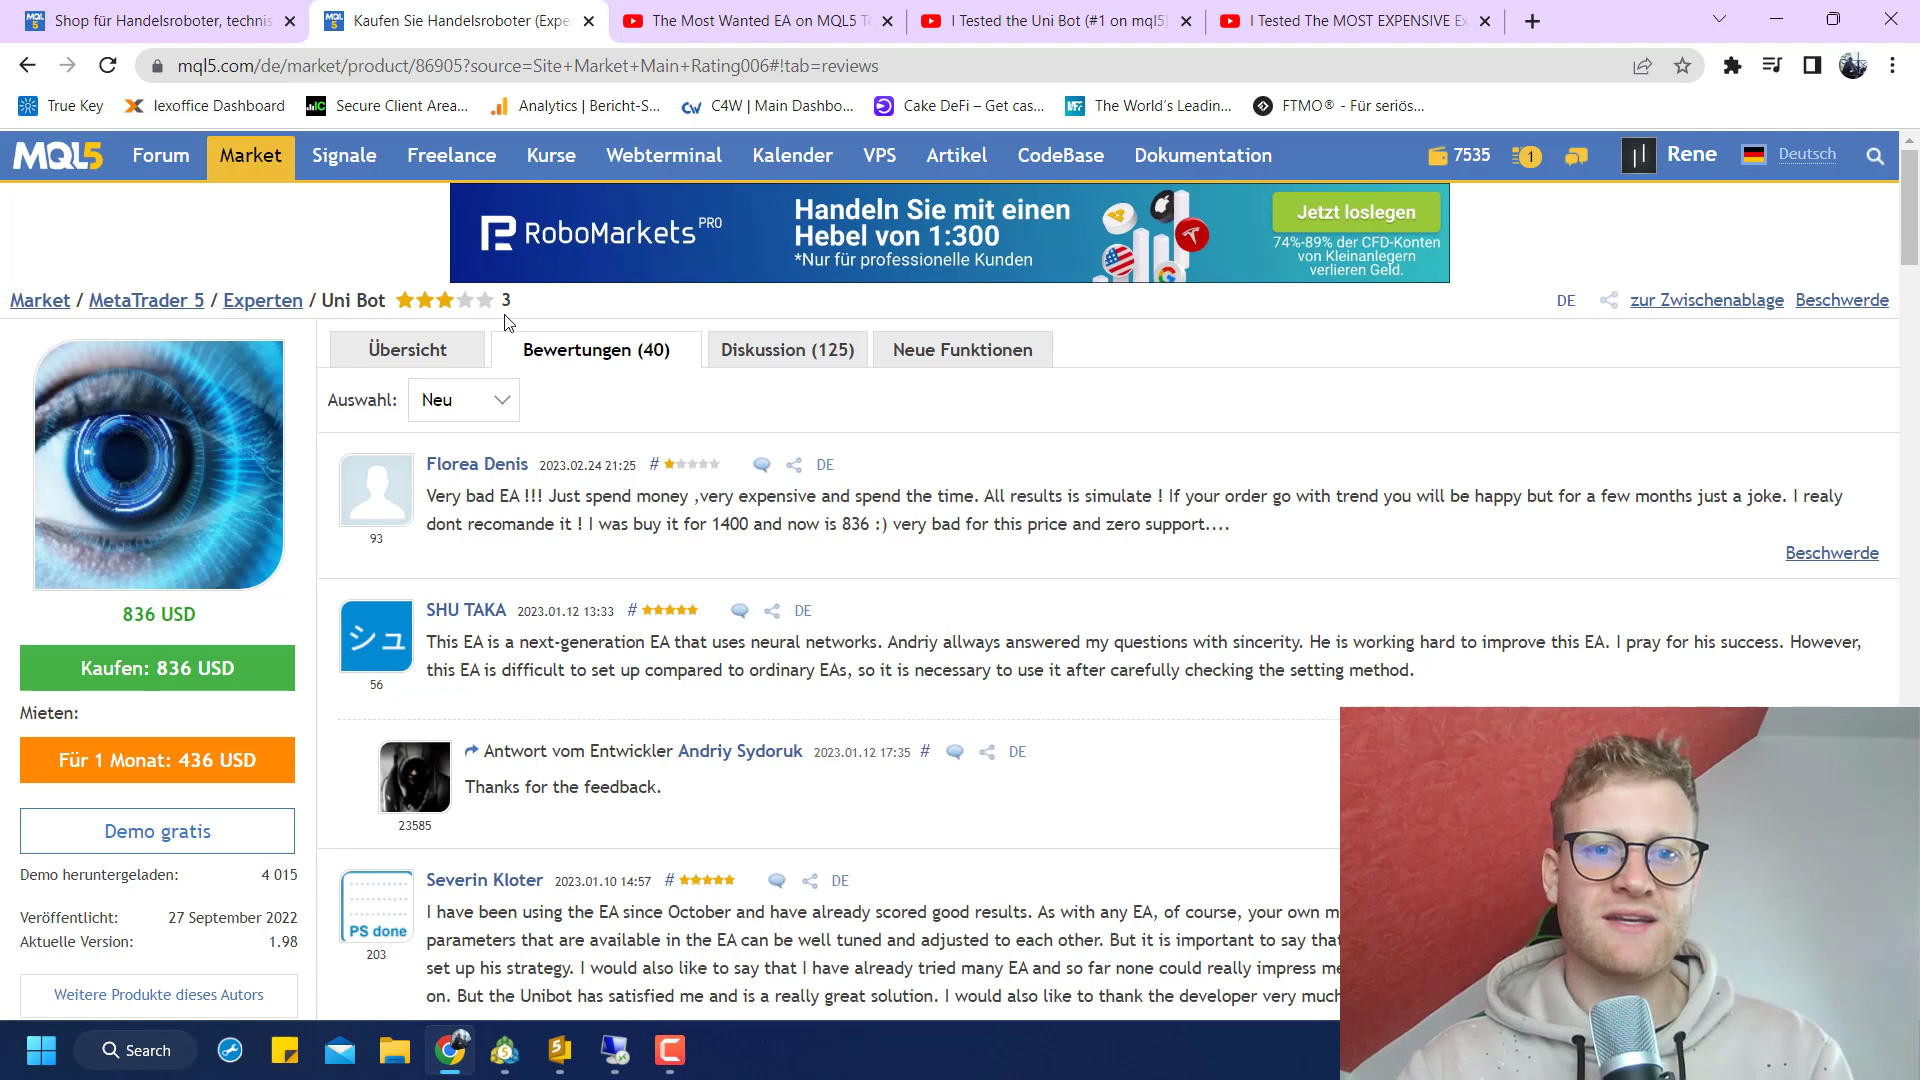 Shop für Handelsroboter, technis
Kaufen Sie Handelsroboter (Expe
The Most Wanted EA on MQL5 T
I Tested the Uni Bot (#1 on mql5
I Tested The MOST EXPENSIVE E
mql5.com/de/market/product/86905?source=Site+Market+Main+Rating006#!tab=reviews
True Key
lexoffice Dashboard
Secure Client Area...
Analytics | Bericht-S...
C4W | Main Dashbo...
Cake DeFi – Get cas...
The World's Leadin...
FTMO® - Für seriös...
MQL5
Forum
Market
Signale
Freelance
Kurse
Webterminal
Kalender
VPS
Artikel
CodeBase
Dokumentation
7535
1
Rene
Deutsch
RoboMarkets PRO
Handeln Sie mit einen
Hebel von 1:300
*Nur für professionelle Kunden
Jetzt loslegen
74%-89% der CFD-Konten
von Kleinanlegern
verlieren Geld.
Market / MetaTrader 5 / Experten / Uni Bot 3
DE zur Zwischenablage Beschwerde
Übersicht
Bewertungen (40)
Diskussion (125)
Neue Funktionen
Auswahl: Neu
Florea Denis 2023.02.24 21:25 # DE
Very bad EA !!! Just spend money ,very expensive and spend the time. All results is simulate ! If your order go with trend you will be happy but for a few months just a joke. I realy
dont recomande it ! I was buy it for 1400 and now is 836 :) very bad for this price and zero support....
93
Beschwerde
SHU TAKA 2023.01.12 13:33 # DE
シュ
This EA is a next-generation EA that uses neural networks. Andriy allways answered my questions with sincerity. He is working hard to improve this EA. I pray for his success. However,
this EA is difficult to set up compared to ordinary EAs, so it is necessary to use it after carefully checking the setting method.
56
Antwort vom Entwickler Andriy Sydoruk 2023.01.12 17:35 # DE
Thanks for the feedback.
23585
Severin Kloter 2023.01.10 14:57 # DE
PS done
I have been using the EA since October and have already scored good results. As with any EA, of course, your own m
parameters that are available in the EA can be well tuned and adjusted to each other. But it is important to say that
set up his strategy. I would also like to say that I have already tried many EA and so far none could really impress me
on. But the Unibot has satisfied me and is a really great solution. I would also like to thank the developer very much
203
836 USD
Kaufen: 836 USD
Mieten:
Für 1 Monat: 436 USD
Demo gratis
Demo heruntergeladen: 4 015
Veröffentlicht: 27 September 2022
Aktuelle Version: 1.98
Weitere Produkte dieses Autors
Search